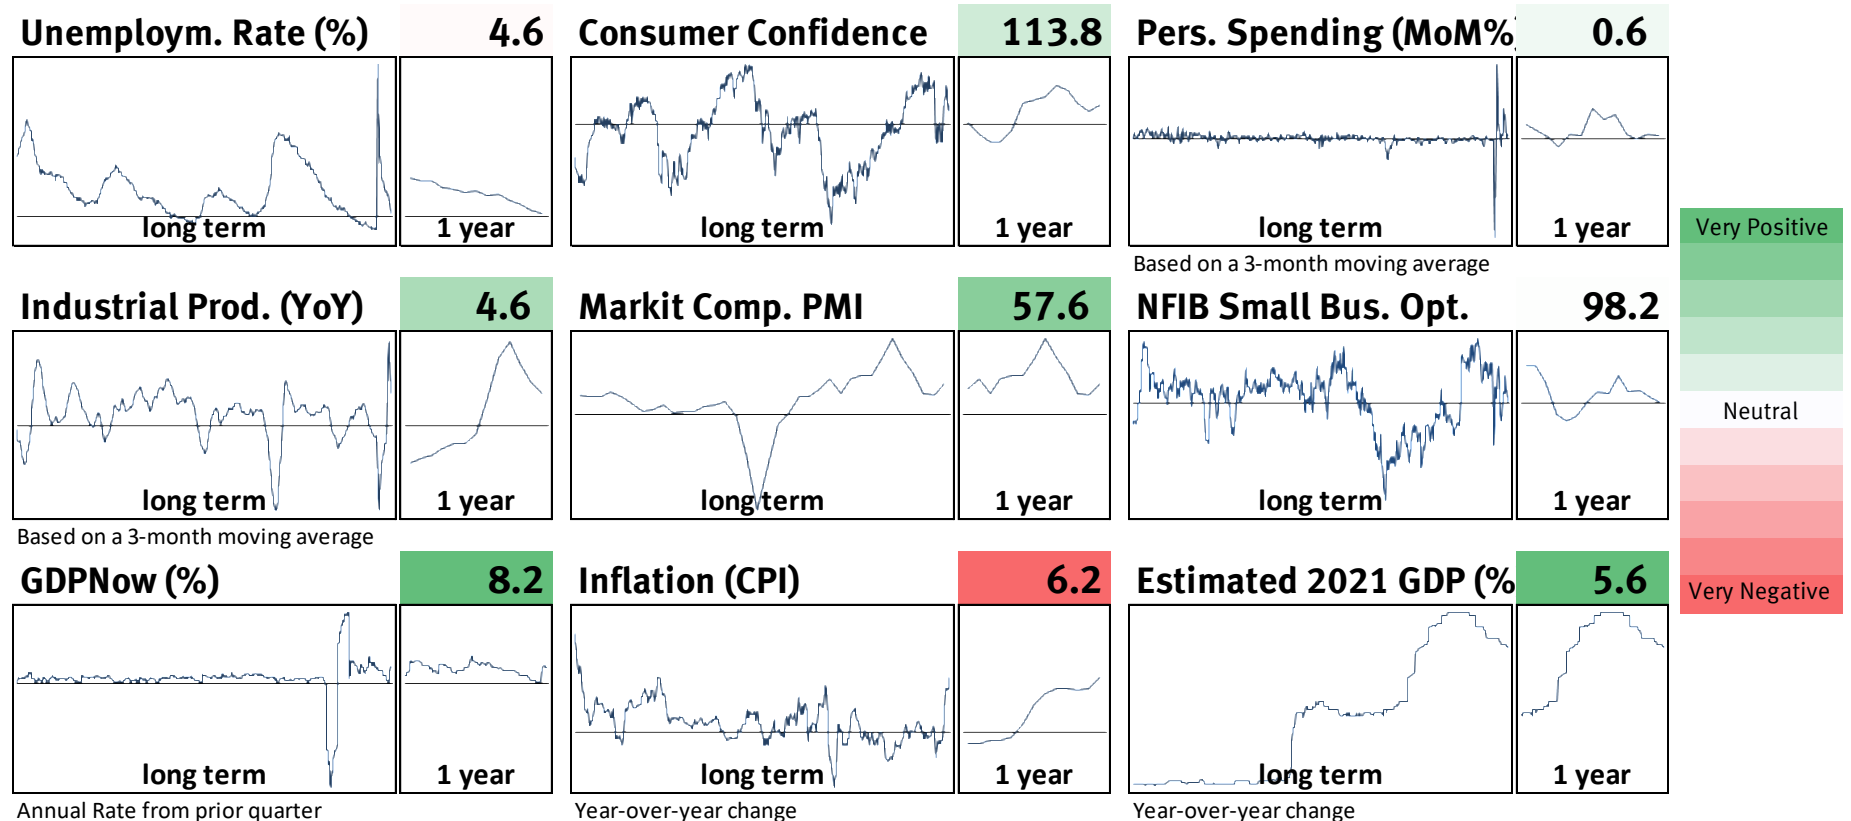 Unemploym. Rate (%) 4.6
Consumer Confidence 113.8
Pers. Spending (MoM%) 0.6
long term 1 year
long term 1 year
long term 1 year
Based on a 3-month moving average
Industrial Prod. (YoY) 4.6
Markit Comp. PMI 57.6
NFIB Small Bus. Opt. 98.2
long term 1 year
long term 1 year
long term 1 year
Based on a 3-month moving average
GDPNow (%) 8.2
Inflation (CPI) 6.2
Estimated 2021 GDP (% 5.6
long term 1 year
long term 1 year
long term 1 year
Annual Rate from prior quarter
Year-over-year change
Year-over-year change
Very Positive
Neutral
Very Negative